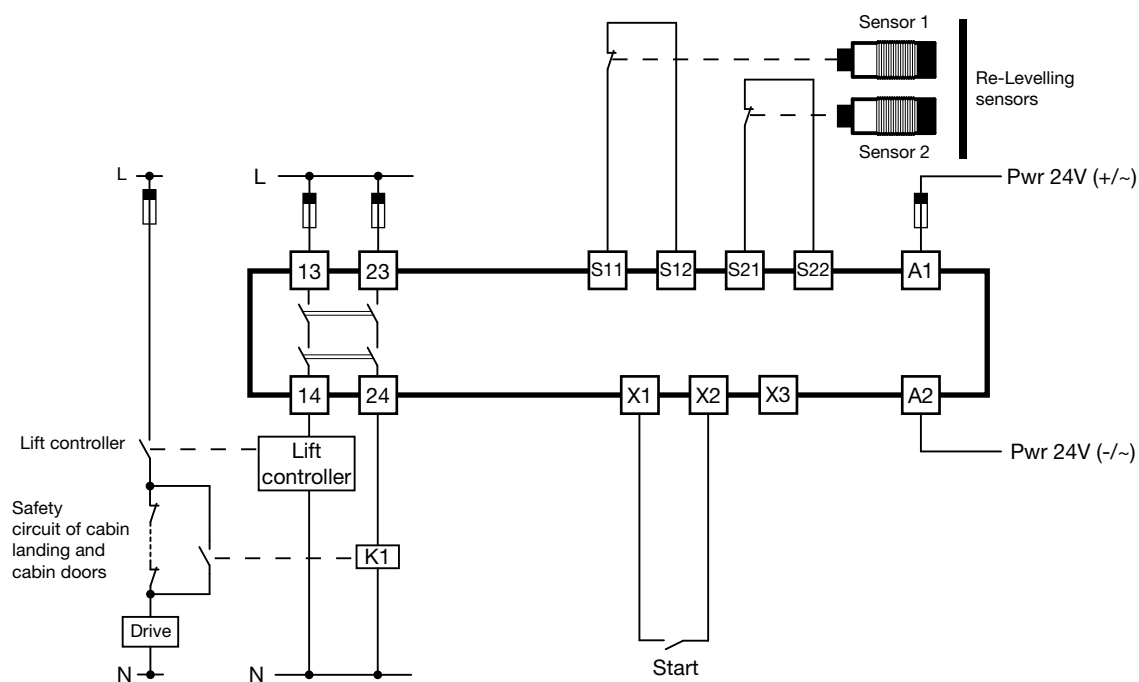 Sensor 1
Re-Levelling
sensors
Sensor 2
L
L
Pwr 24V (+/~)
13
23
S11
S12
S21
S22
A1
14
24
X1
X2
X3
A2
Lift controller
Lift
controller
Pwr 24V (-/~)
Safety
circuit of cabin
landing and
cabin doors
K1
Drive
Start
N
N